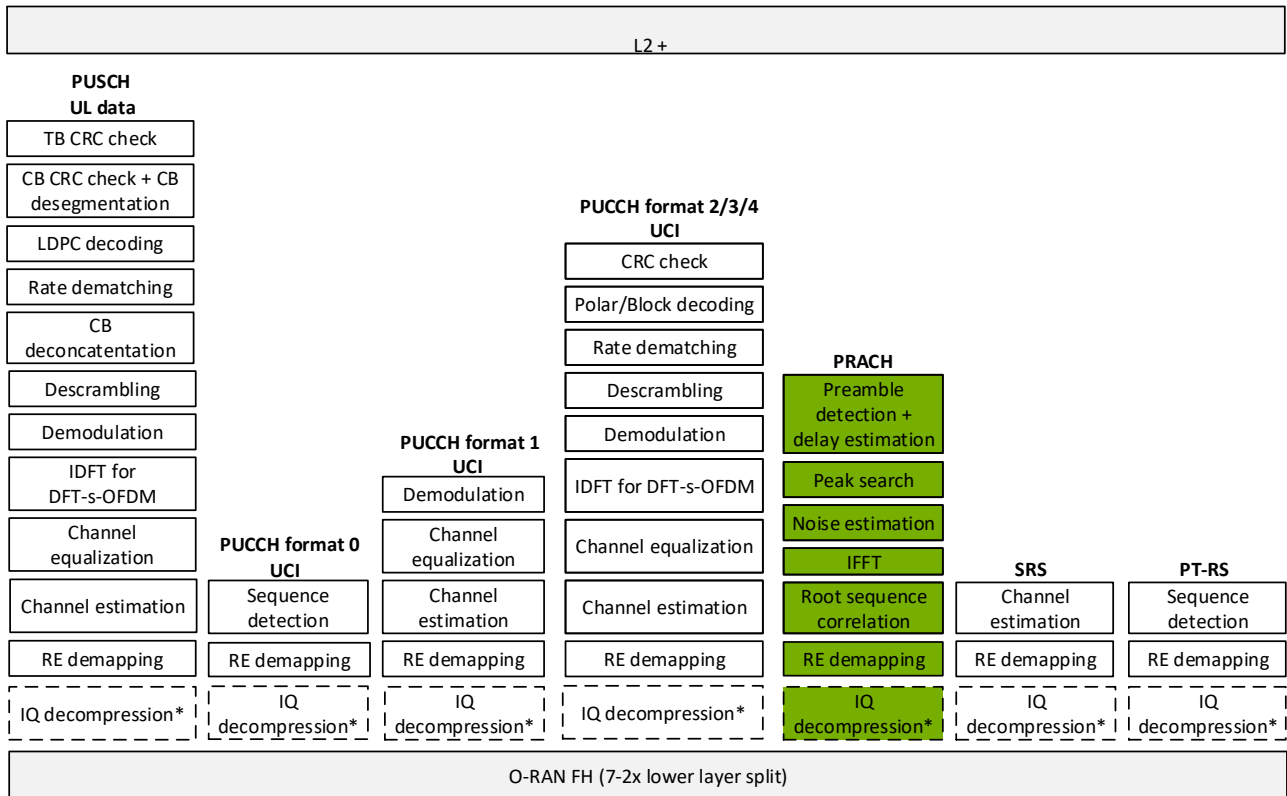 L2 +
PUSCH
UL data
TB CRC check
CB CRC check + CB
desegmentation
LDPC decoding
Rate dematching
CB
deconcatentation
Descrambling
Demodulation
IDFT for
DFT-s-OFDM
Channel
equalization
Channel estimation
RE demapping
IQ decompression*
PUCCH format 0
UCI
Sequence
detection
RE demapping
IQ
decompression*
PUCCH format 1
UCI
Demodulation
Channel
equalization
Channel
estimation
RE demapping
IQ
decompression*
PUCCH format 2/3/4
UCI
CRC check
Polar/Block decoding
Rate dematching
Descrambling
Demodulation
IDFT for DFT-s-OFDM
Channel equalization
Channel estimation
RE demapping
IQ decompression*
PRACH
Preamble
detection +
delay estimation
Peak search
Noise estimation
IFFT
Root sequence
correlation
RE demapping
IQ
decompression*
SRS
Channel
estimation
RE demapping
IQ
decompression*
PT-RS
Sequence
detection
RE demapping
IQ
decompression*
O-RAN FH (7-2x lower layer split)